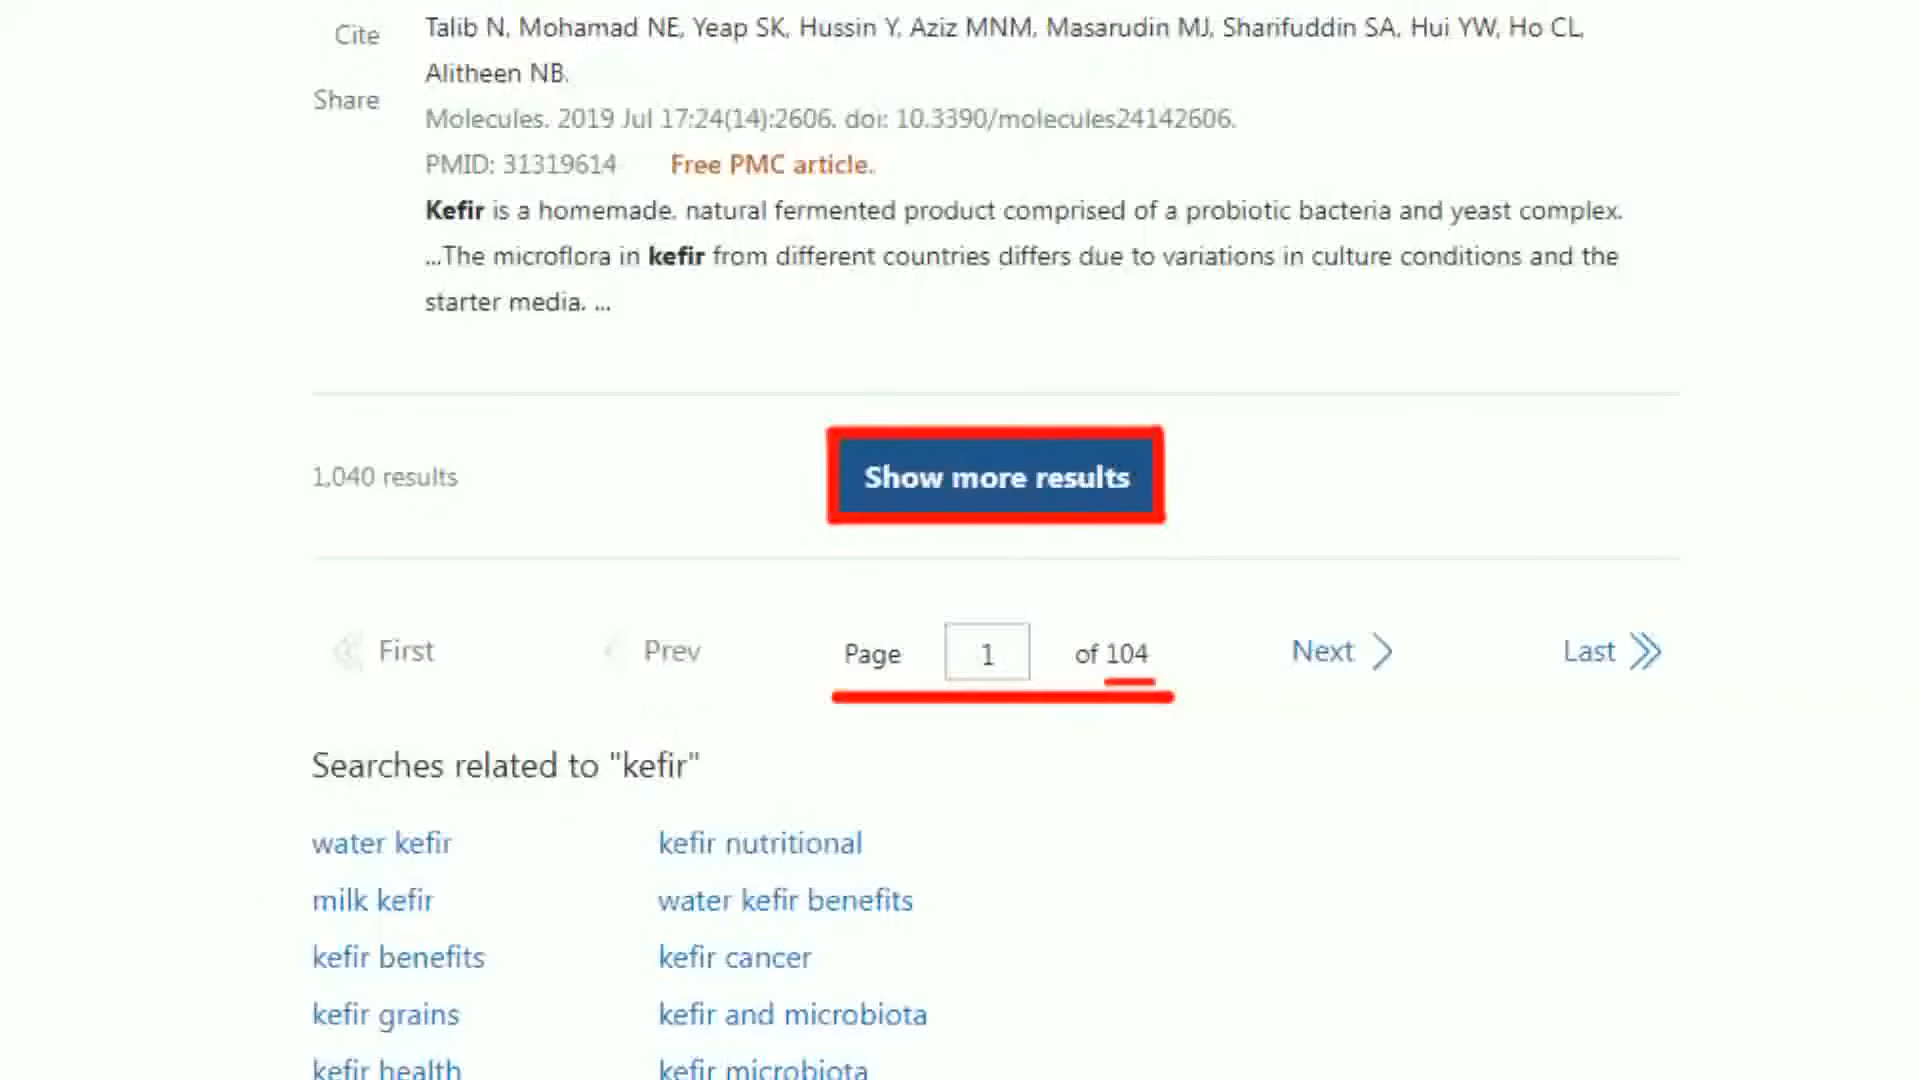 Cite
Talib N, Mohamad NE, Yeap SK, Hussin Y, Aziz MNM, Masarudin MJ, Sharifuddin SA, Hui YW, Ho CL,
Alitheen NB.
Share
Molecules. 2019 Jul 17;24(14):2606. doi: 10.3390/molecules24142606.
PMID: 31319614 Free PMC article.
Kefir is a homemade, natural fermented product comprised of a probiotic bacteria and yeast complex.
...The microflora in kefir from different countries differs due to variations in culture conditions and the
starter media. ...
1,040 results
Show more results
First Prev Page 1 of 104 Next Last
Searches related to "kefir"
water kefir kefir nutritional
milk kefir water kefir benefits
kefir benefits kefir cancer
kefir grains kefir and microbiota
kefir health kefir microbiota